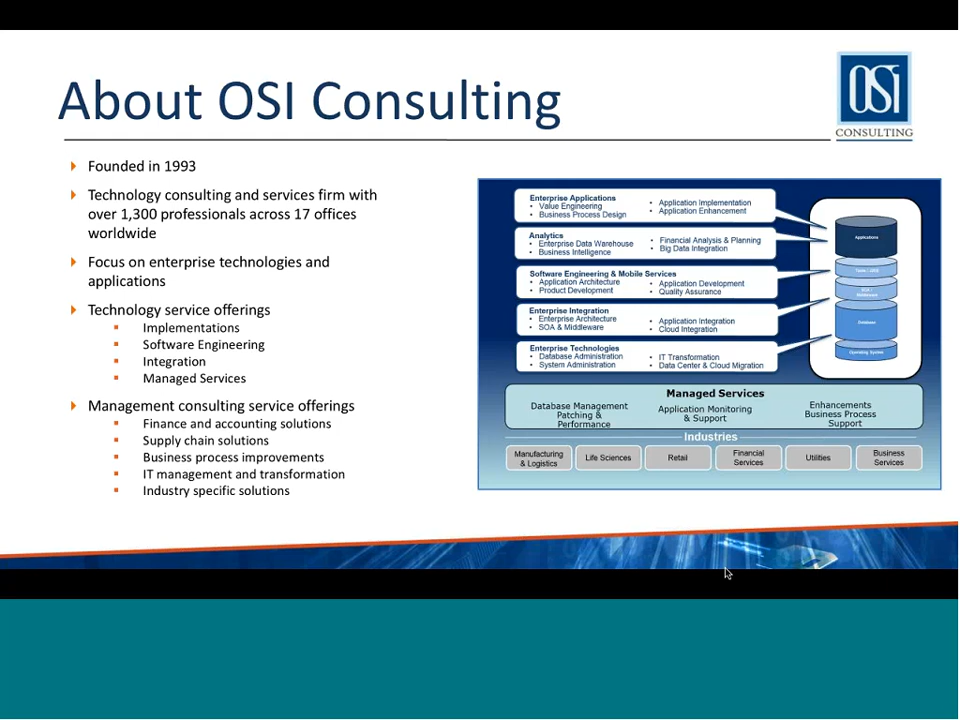 About OSI Consulting
OSI
CONSULTING
Founded in 1993
Technology consulting and services firm with
over 1,300 professionals across 17 offices
worldwide
Focus on enterprise technologies and
applications
Technology service offerings
Implementations
Software Engineering
Integration
Managed Services
Management consulting service offerings
Finance and accounting solutions
Supply chain solutions
Business process improvements
IT management and transformation
Industry specific solutions
Enterprise Applications
• Value Engineering
• Business Process Design
• Application Implementation
• Application Enhancement
Analytics
• Enterprise Data Warehouse
• Business Intelligence
• Financial Analysis & Planning
• Big Data Integration
Software Engineering & Mobile Services
• Application Architecture
• Product Development
• Application Development
• Quality Assurance
Enterprise Integration
• Enterprise Architecture
• SOA & Middleware
• Application Integration
• Cloud Integration
Enterprise Technologies
• Database Administration
• System Administration
• IT Transformation
• Data Center & Cloud Migration
Applications
SOA /
Middleware
Database
Operating System
Managed Services
Database Management
Patching &
Performance
Application Monitoring
& Support
Enhancements
Business Process
Support
Industries
Manufacturing
& Logistics
Life Sciences
Retail
Financial
Services
Utilities
Business
Services